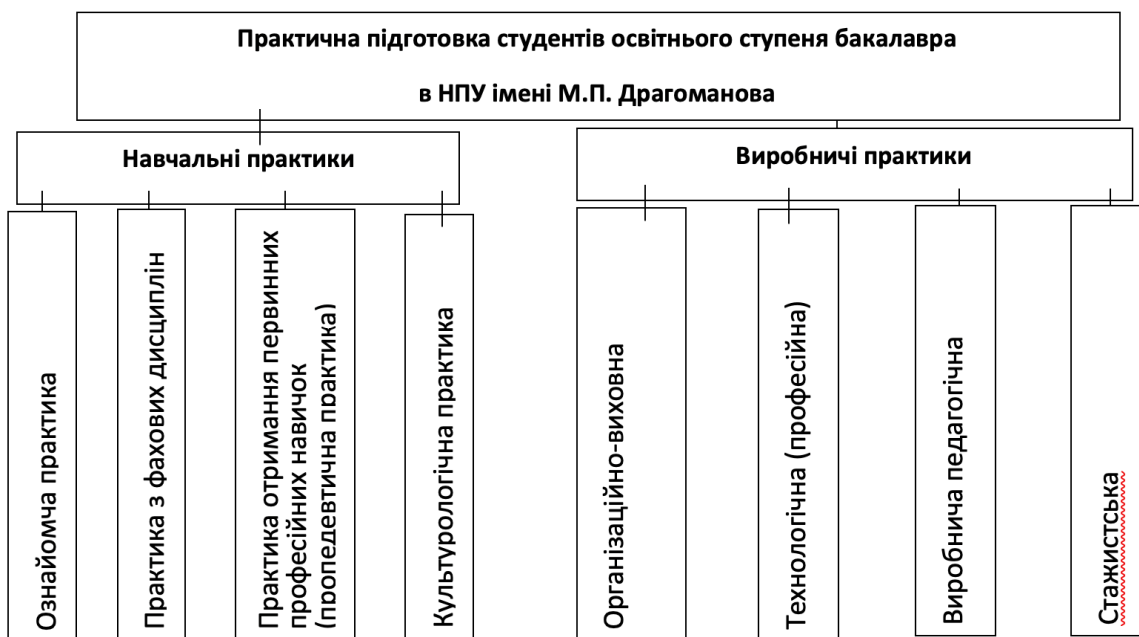 Практична підготовка студентів освітнього ступеня бакалавра
в НПУ імені М.П. Драгоманова
Навчальні практики
Виробничі практики
Ознайомча практика
Практика з фахових дисциплін
Практика отримання первинних
професійних навичок
(пропедевтична практика)
Культурологічна практика
Організаційно-виховна
Технологічна (професійна)
Виробнича педагогічна
Стажистська